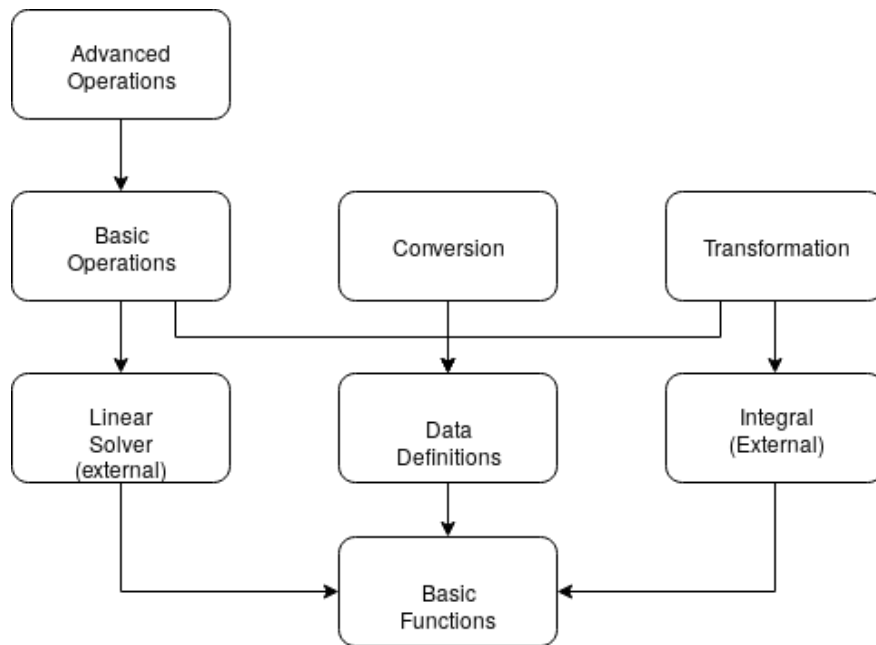 Advanced
Operations
Basic
Operations
Conversion
Transformation
Linear
Solver
(external)
Data
Definitions
Integral
(External)
Basic
Functions